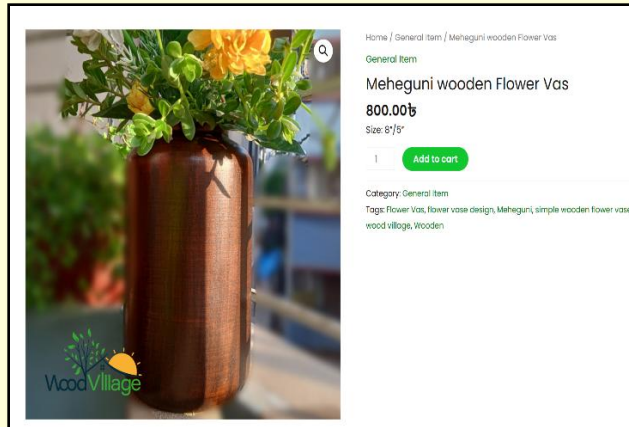 Home / General Item / Meheguni wooden Flower Vas
General Item
Meheguni wooden Flower Vas
800.00৳
Size: 8"/5"
1
Add to cart
Category: General Item
Tags: Flower Vas, flower vase design, Meheguni, simple wooden flower vase
wood village, Wooden
Wood Village